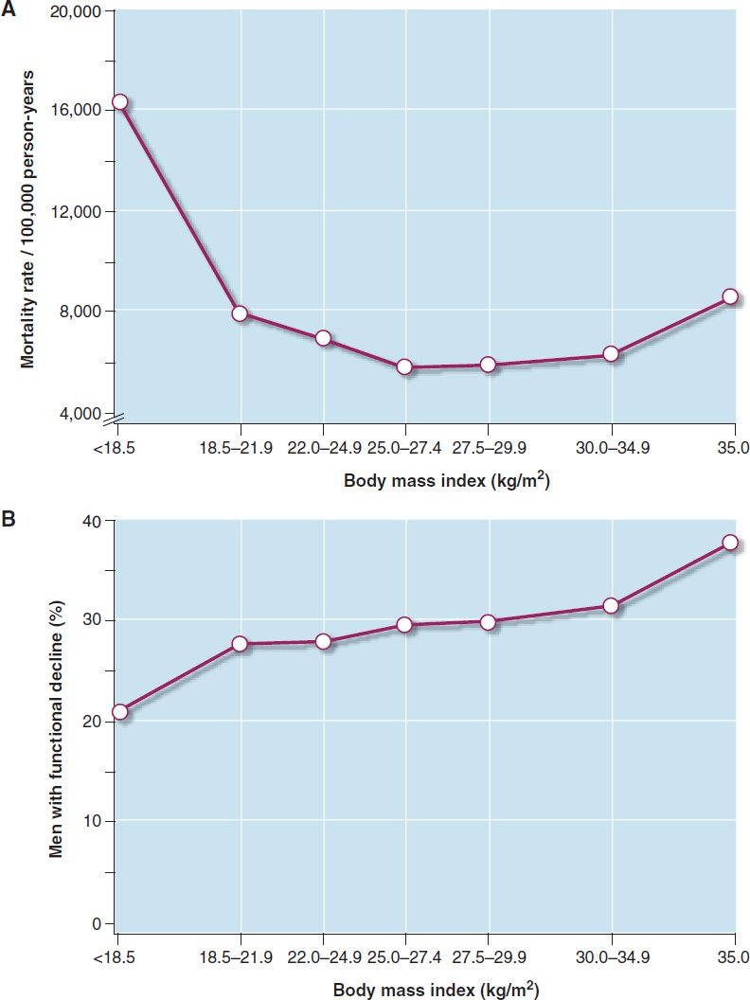 A
Mortality rate / 100,000 person-years
20,000
16,000
12,000
8,000
4,000
<18.5 18.5–21.9 22.0–24.9 25.0–27.4 27.5–29.9 30.0–34.9 35.0
Body mass index (kg/m²)
B
Men with functional decline (%)
40
30
20
10
0
<18.5 18.5–21.9 22.0–24.9 25.0–27.4 27.5–29.9 30.0–34.9 35.0
Body mass index (kg/m²)